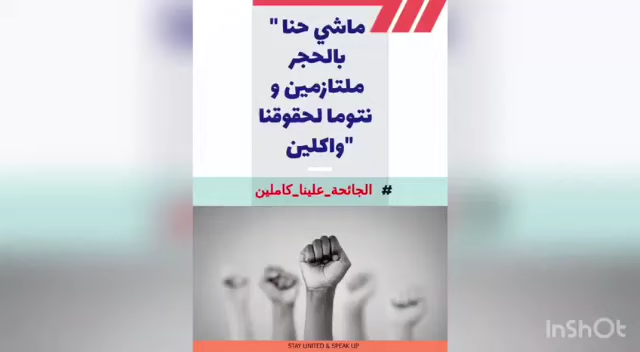 " ماشي حنا
بالحجر
ملتازمين و
نتوما لحقوقنا
واكلين"
# الجائحة_علينا_كاملين
STAY UNITED & SPEAK UP
InShOt